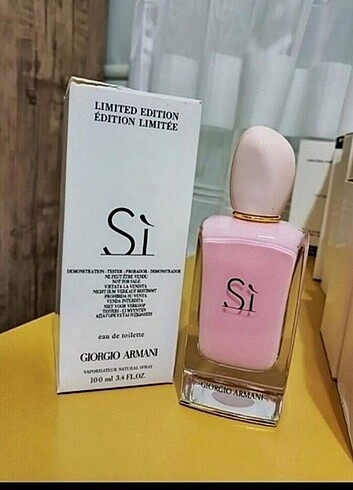 LIMITED EDITION
ÉDITION LIMITÉE
Sì
DEMONSTRATION - TESTER - PROBADOR - DEMONSTRADOR
NE PEUT ÊTRE VENDU
NOT FOR SALE
VIETATA LA VENDITA
NICHT ZUM VERKAUF BESTIMMT
PROHIBIDA SU VENTA
VENDA INTERDITA
NIET VOOR VERKOOP
eau de toilette
GIORGIO ARMANI
VAPORISATEUR NATURAL SPRAY
100 ml 3.4 FL.OZ.
Sì
GIORGIO ARMANI